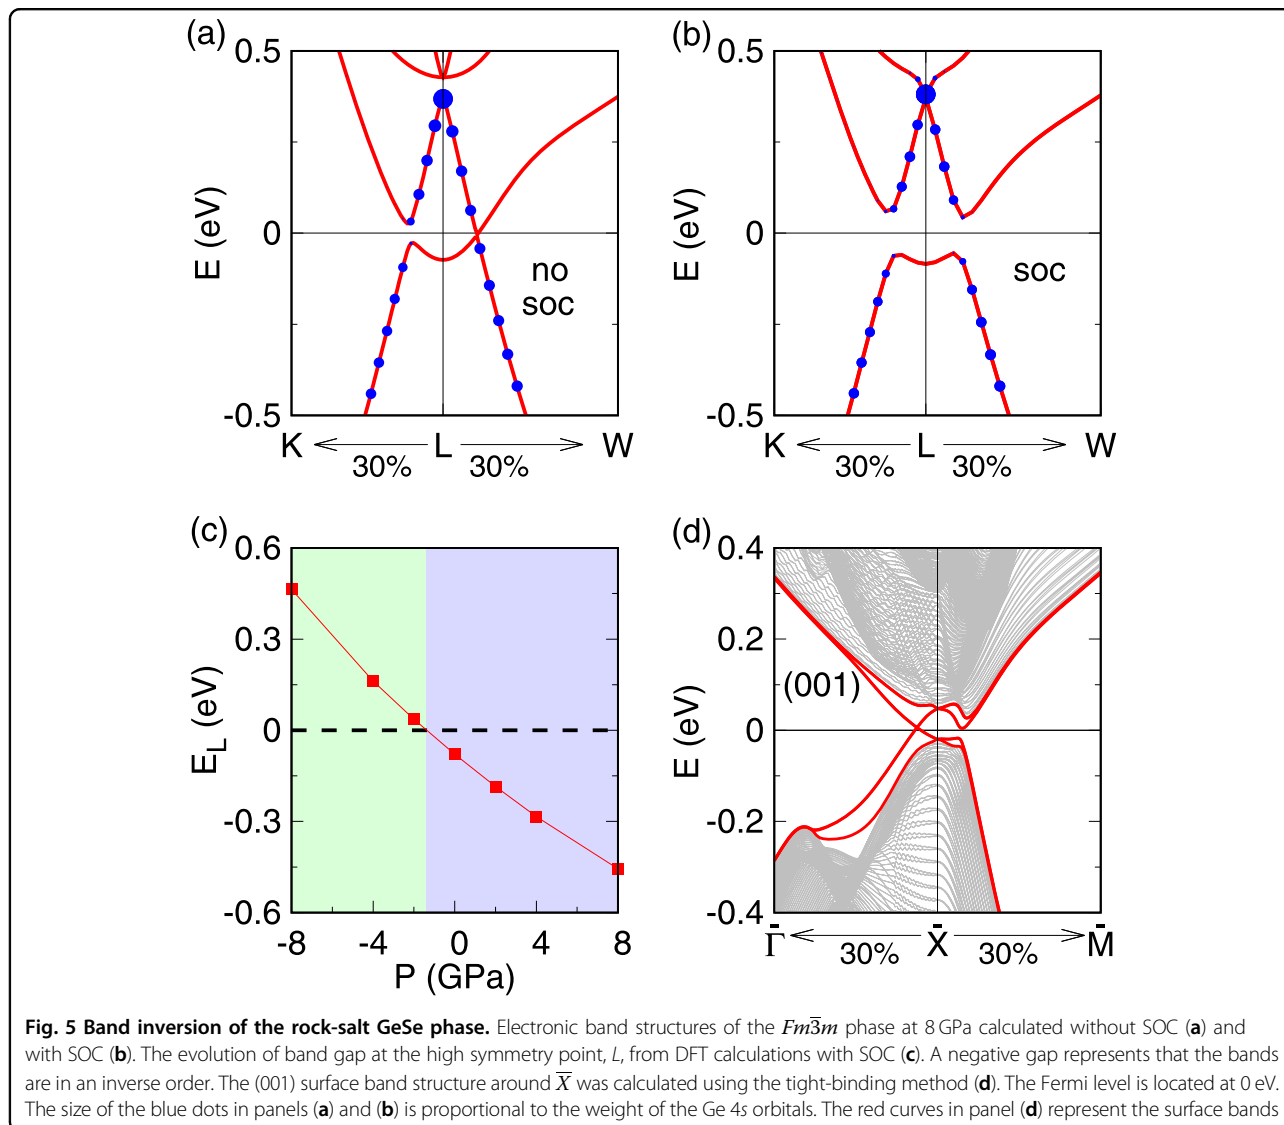 (a)
0.5
0
-0.5
E (eV)
no
soc
K L W
30% 30%
(b)
0.5
0
-0.5
E (eV)
soc
K L W
30% 30%
(c)
0.6
0.3
0
-0.3
-0.6
E_L (eV)
-8 -4 0 4 8
P (GPa)
(d)
0.4
0.2
0
-0.2
-0.4
E (eV)
(001)
Γ̄ X̄ M̄
30% 30%
Fig. 5 Band inversion of the rock-salt GeSe phase. Electronic band structures of the Fm3̅m phase at 8 GPa calculated without SOC (a) and
with SOC (b). The evolution of band gap at the high symmetry point, L, from DFT calculations with SOC (c). A negative gap represents that the bands
are in an inverse order. The (001) surface band structure around X̅ was calculated using the tight-binding method (d). The Fermi level is located at 0 eV.
The size of the blue dots in panels (a) and (b) is proportional to the weight of the Ge 4s orbitals. The red curves in panel (d) represent the surface bands